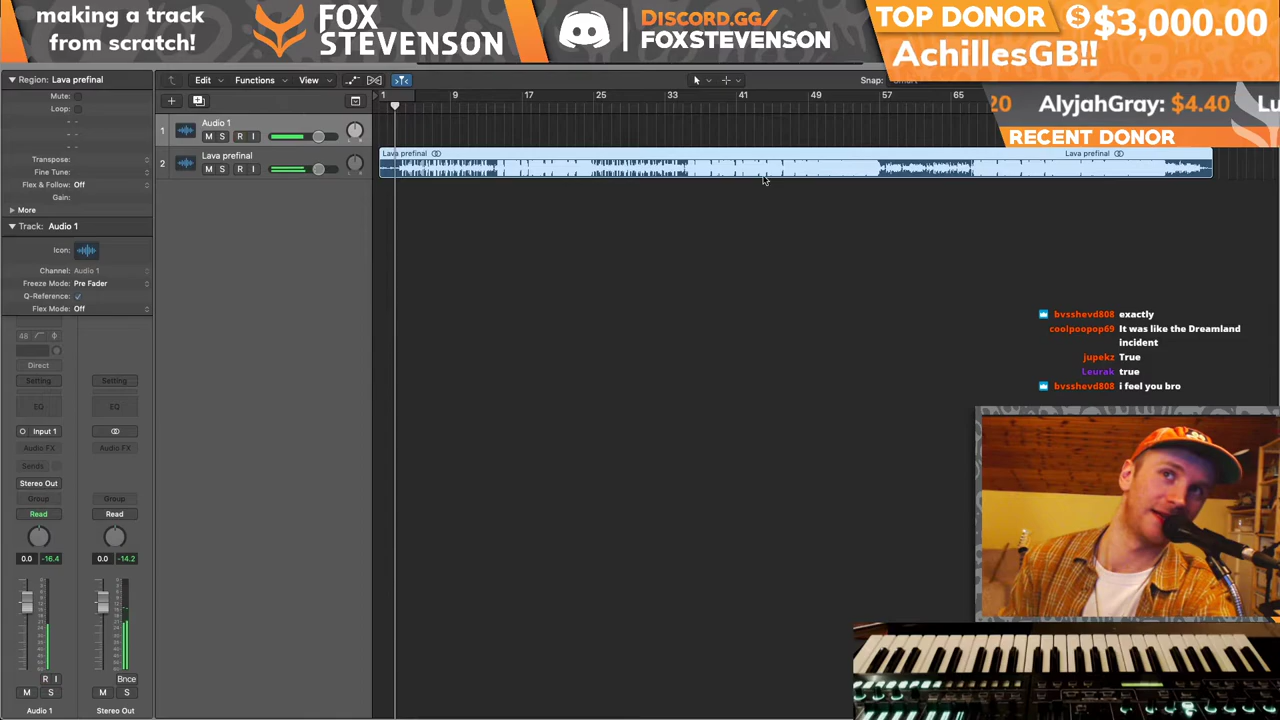 making a track
from scratch!
FOX
STEVENSON
DISCORD.GG/
FOXSTEVENSON
TOP DONOR
$3,000.00
AchillesGB!!
20 AlyjahGray: $4.40 Lu
RECENT DONOR
Region: Lava prefinal
Mute:
Loop:
Transpose:
Fine Tune:
Flex & Follow: Off
Gain:
More
Track: Audio 1
Icon:
Channel: Audio 1
Freeze Mode: Pre Fader
Q-Reference:
Flex Mode: Off
Edit Functions View Snap: Smart
1 9 17 25 33 41 49 57 65
1 Audio 1
M S R I
2 Lava prefinal
M S R I
Lava prefinal Lava prefinal
48
Direct
Setting Setting
EQ EQ
Input 1
Audio FX Audio FX
Sends
Stereo Out
Group Group
Read Read
0.0 -16.4 0.0 -14.2
R I Bnce
M S M S
Audio 1 Stereo Out
bvsshevd808 exactly
coolpoopop69 It was like the Dreamland
incident
jupekz True
Leurak true
bvsshevd808 i feel you bro